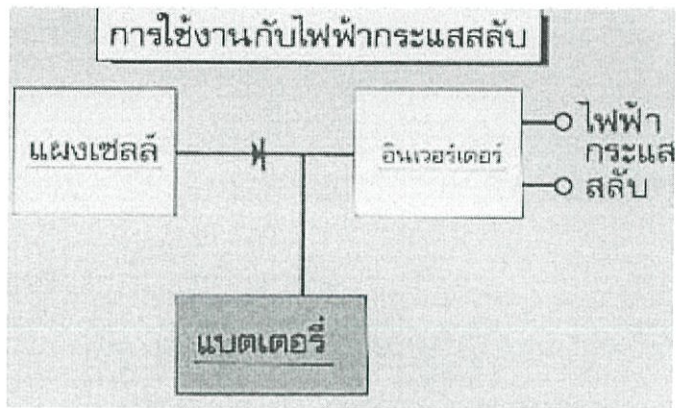 การใช้งานกับไฟฟ้ากระแสสลับ
แผงเซลล์
อินเวอร์เตอร์
ไฟฟ้า
กระแส
สลับ
แบตเตอรี่